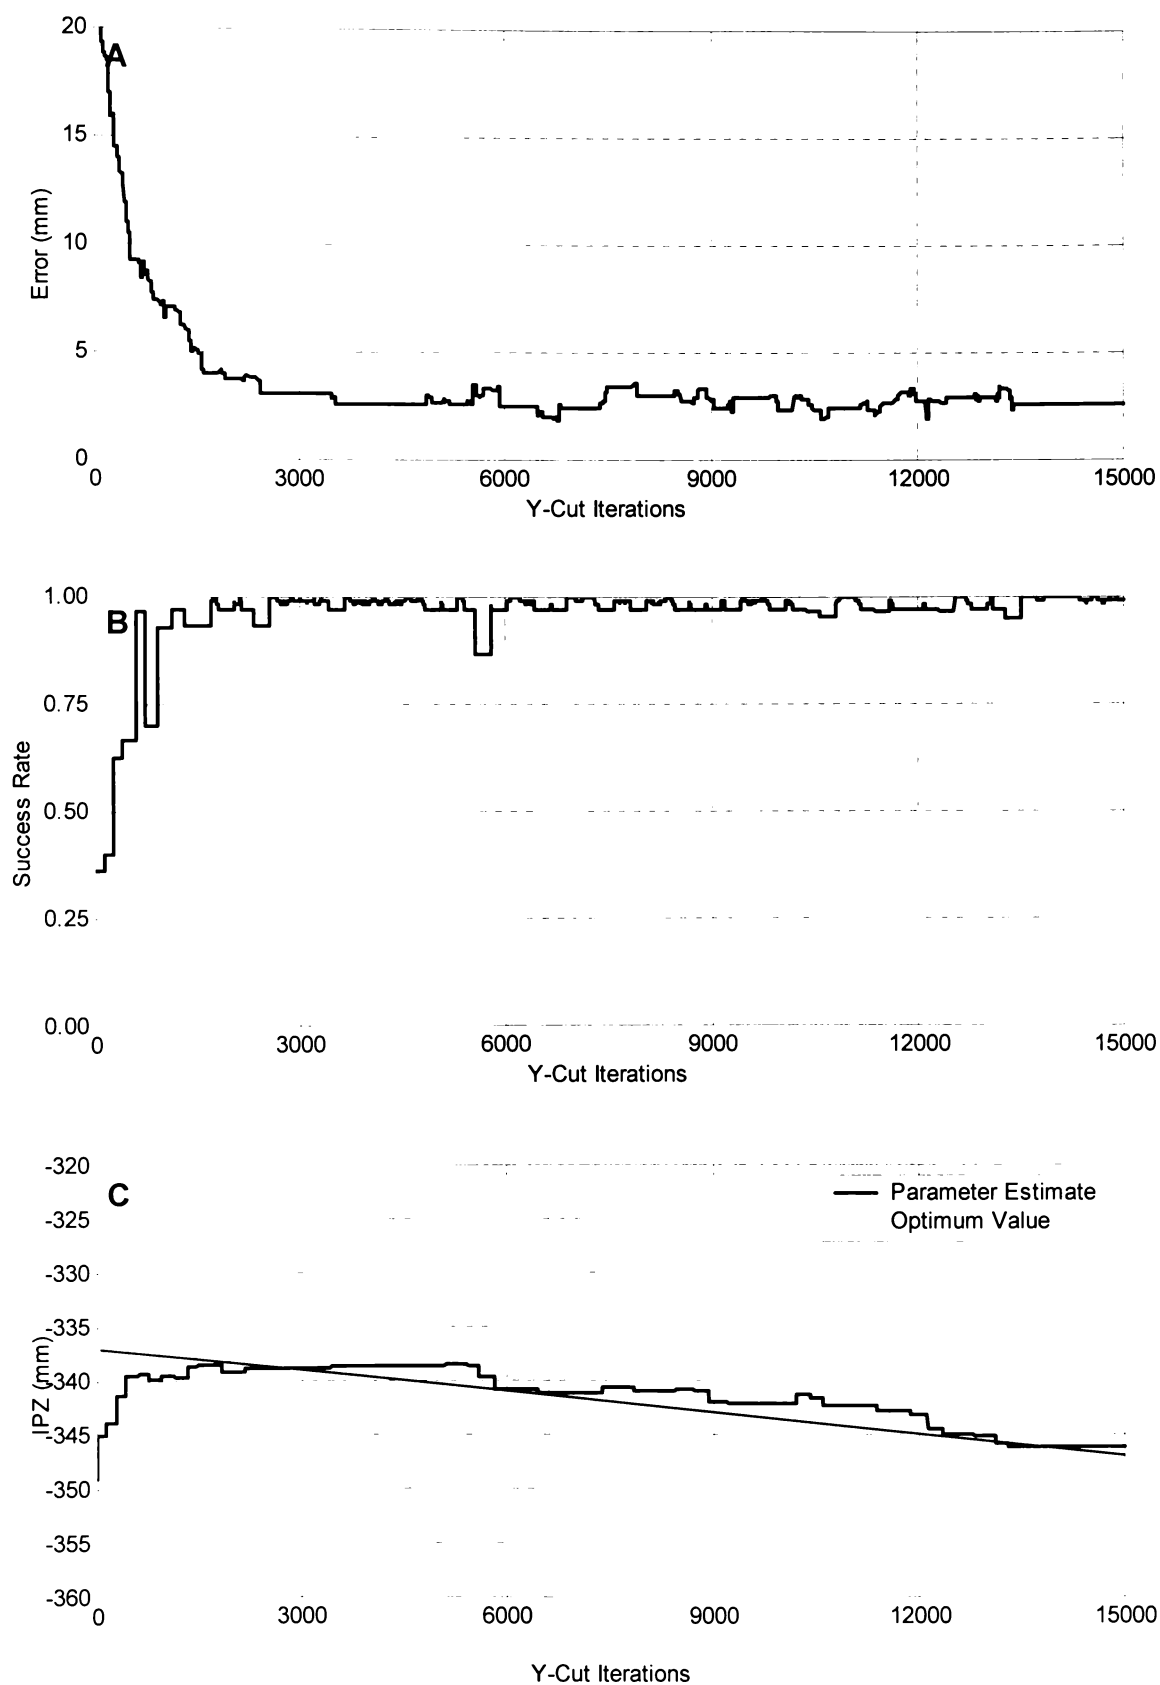 20
A
15
10
5
0
Error (mm)
0 3000 6000 9000 12000 15000
Y-Cut Iterations
1.00
B
0.75
0.50
0.25
0.00
Success Rate
0 3000 6000 9000 12000 15000
Y-Cut Iterations
-320
C
Parameter Estimate
Optimum Value
-325
-330
-335
-340
-345
-350
-355
-360
IPZ (mm)
0 3000 6000 9000 12000 15000
Y-Cut Iterations